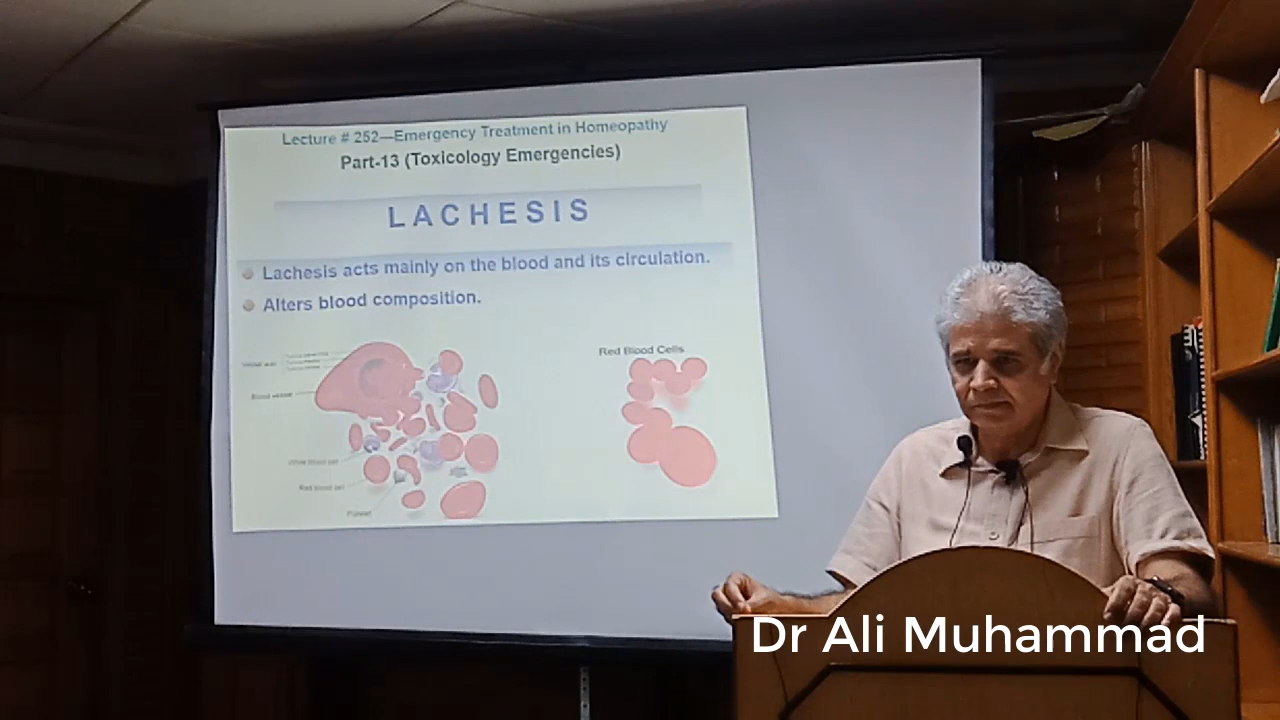 Lecture # 252—Emergency Treatment in Homeopathy
Part-13 (Toxicology Emergencies)
LACHESIS
Lachesis acts mainly on the blood and its circulation.
Alters blood composition.
Red Blood Cells
Blood vessel
White blood cell
Red blood cell
Platelet
Dr Ali Muhammad